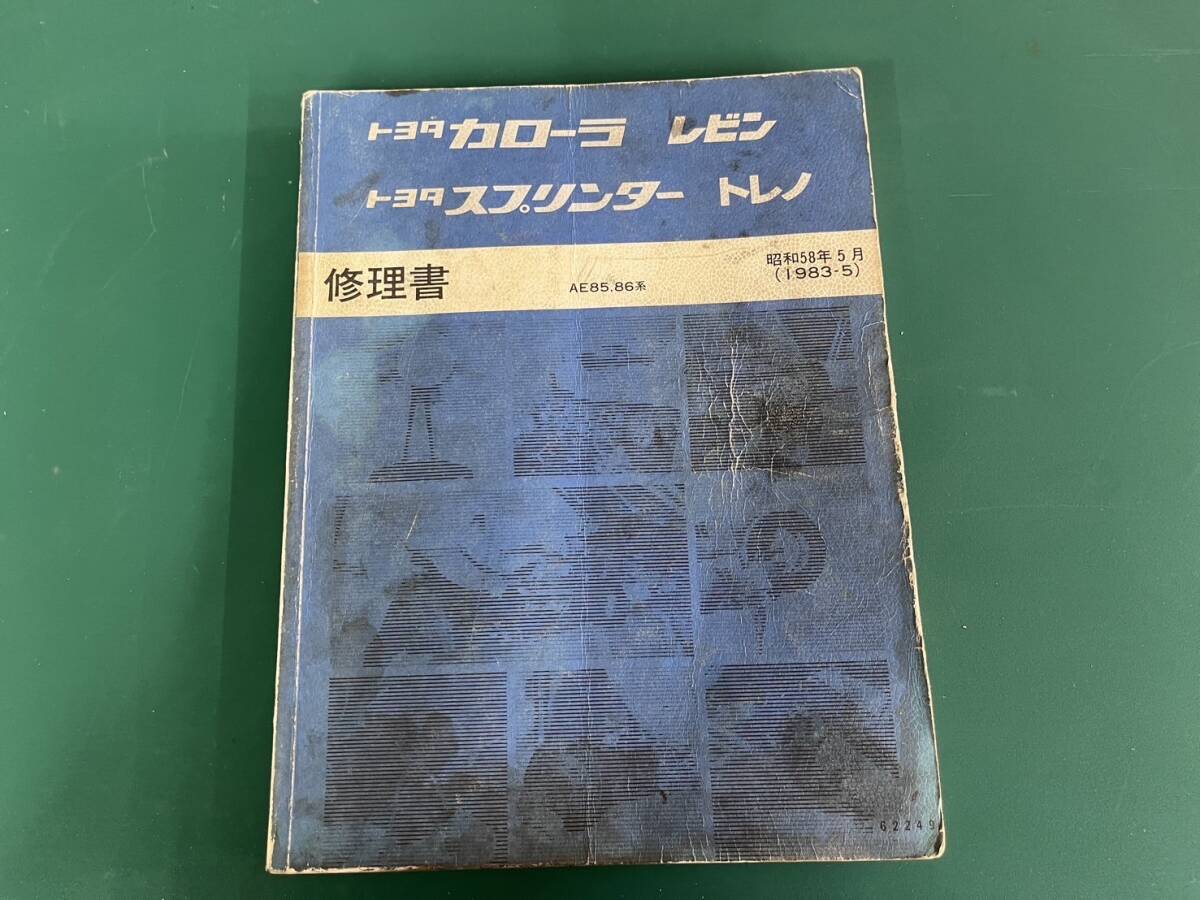 トヨタ カローラ レビン
トヨタ スプリンター トレノ
修理書
AE85,86系
昭和58年5月
(1983-5)
62249